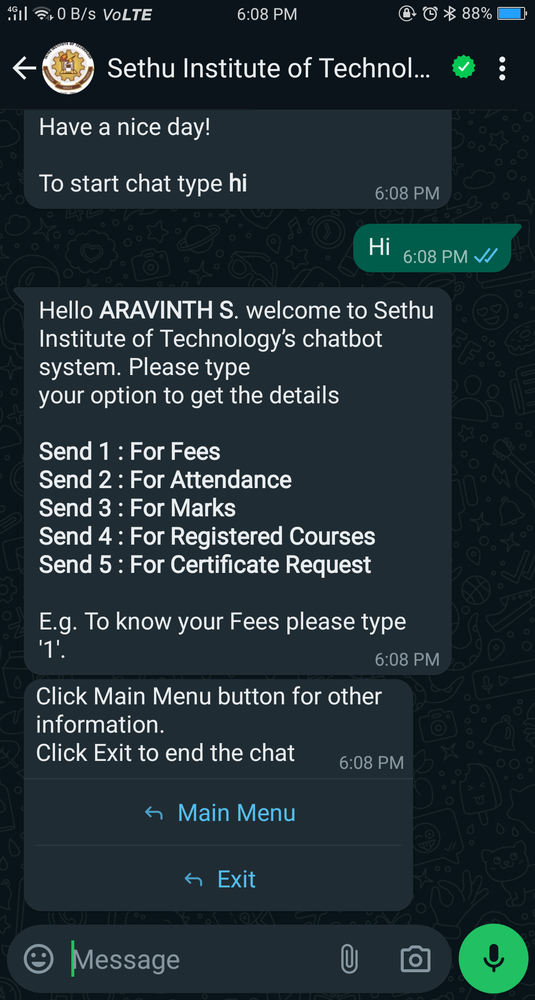 4G 0 B/s VoLTE 6:08 PM 88%
Sethu Institute of Technol...
Have a nice day!
To start chat type hi
6:08 PM
Hi 6:08 PM
Hello ARAVINTH S. welcome to Sethu
Institute of Technology’s chatbot
system. Please type
your option to get the details
Send 1 : For Fees
Send 2 : For Attendance
Send 3 : For Marks
Send 4 : For Registered Courses
Send 5 : For Certificate Request
E.g. To know your Fees please type
'1'.
6:08 PM
Click Main Menu button for other
information.
Click Exit to end the chat
6:08 PM
Main Menu
Exit
Message